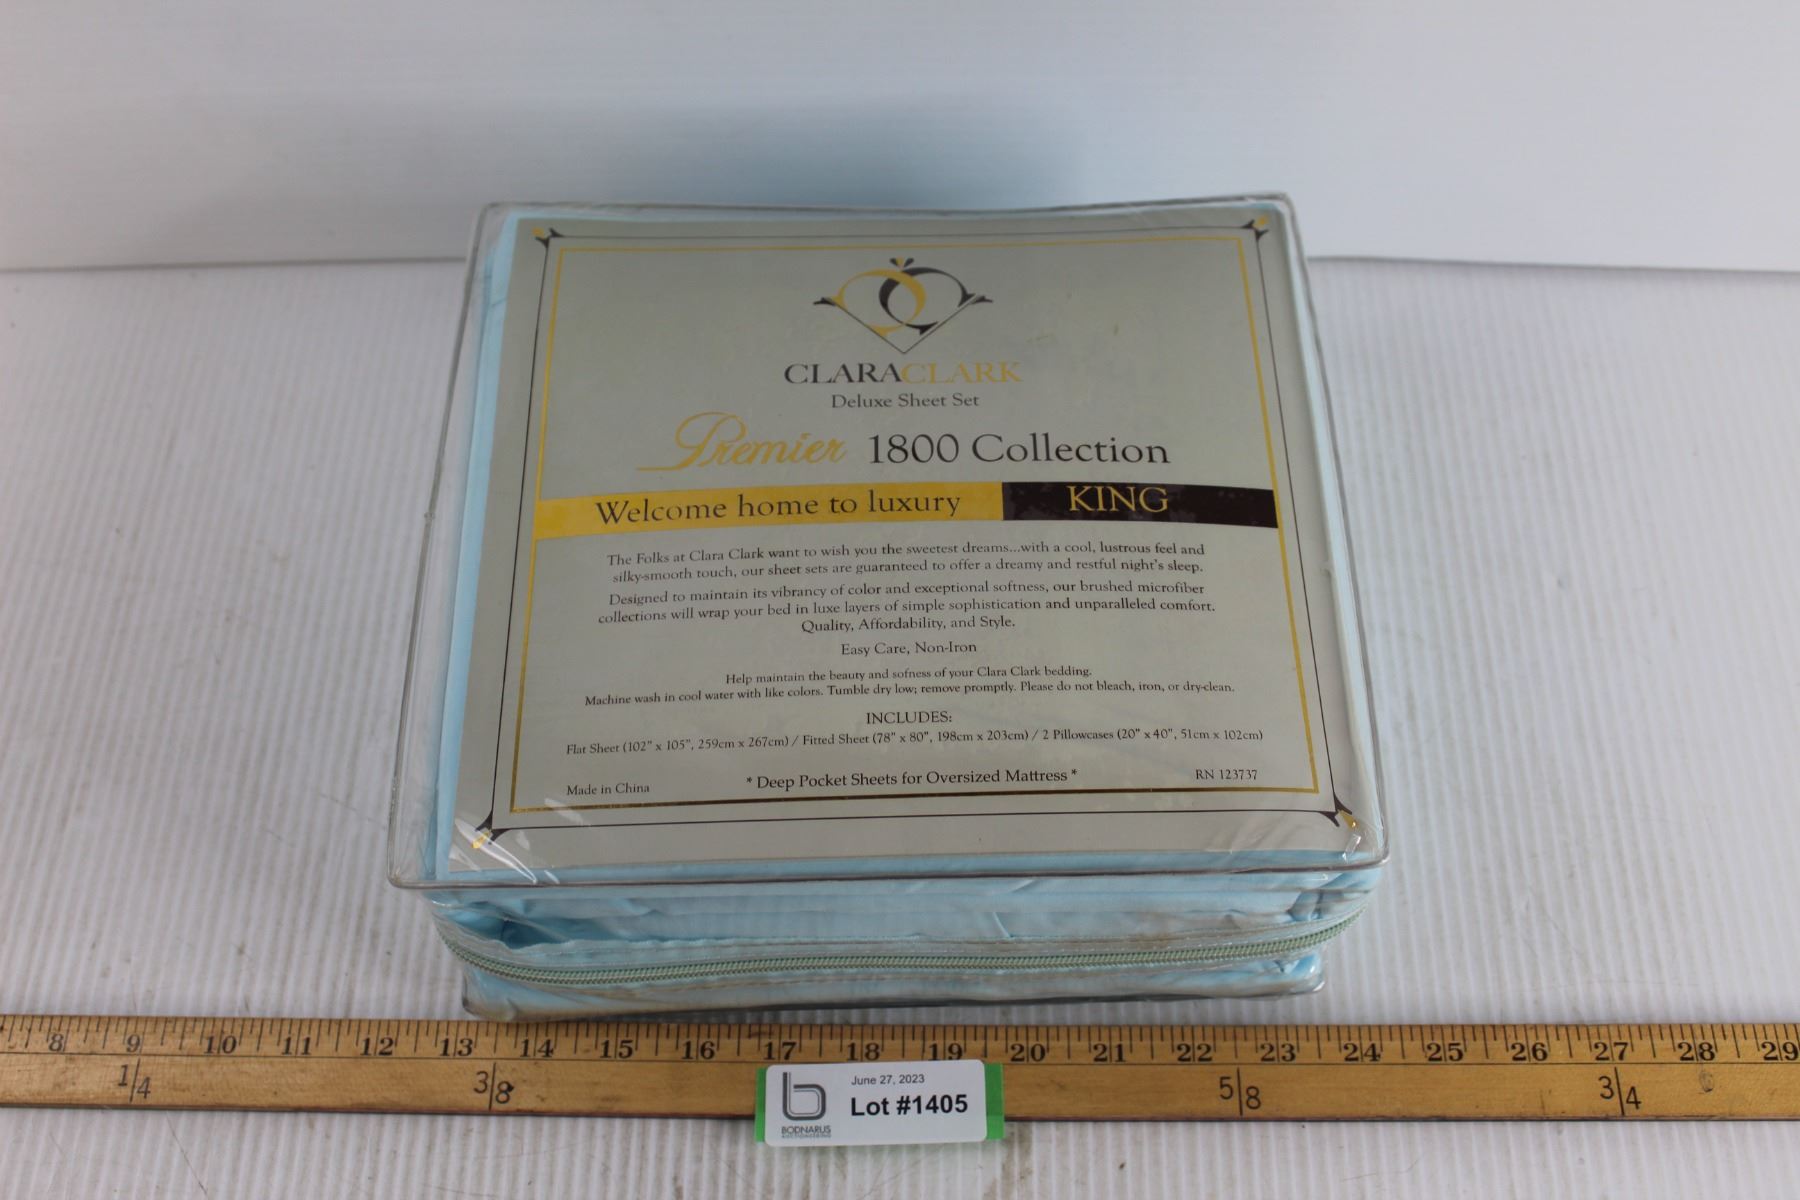 CLARACLARK
Deluxe Sheet Set
Premier 1800 Collection
Welcome home to luxury KING
The Folks at Clara Clark want to wish you the sweetest dreams...with a cool, lustrous feel and
silky-smooth touch, our sheet sets are guaranteed to offer a dreamy and restful night's sleep.
Designed to maintain its vibrancy of color and exceptional softness, our brushed microfiber
collections will wrap your bed in luxe layers of simple sophistication and unparalleled comfort.
Quality, Affordability, and Style.
Easy Care, Non-Iron
Help maintain the beauty and sofness of your Clara Clark bedding.
Machine wash in cool water with like colors. Tumble dry low; remove promptly. Please do not bleach, iron, or dry-clean.
INCLUDES:
Flat Sheet (102" x 105", 259cm x 267cm) / Fitted Sheet (78" x 80", 198cm x 203cm) / 2 Pillowcases (20" x 40", 51cm x 102cm)
* Deep Pocket Sheets for Oversized Mattress *
Made in China
RN 123737
8 9 10 11 12 13 14 15 16 17 18 19 20 21 22 23 24 25 26 27 28 29
1/4 3/8 5/8 3/4
June 27, 2023
Lot #1405
BODNARUS
AUCTIONEERING